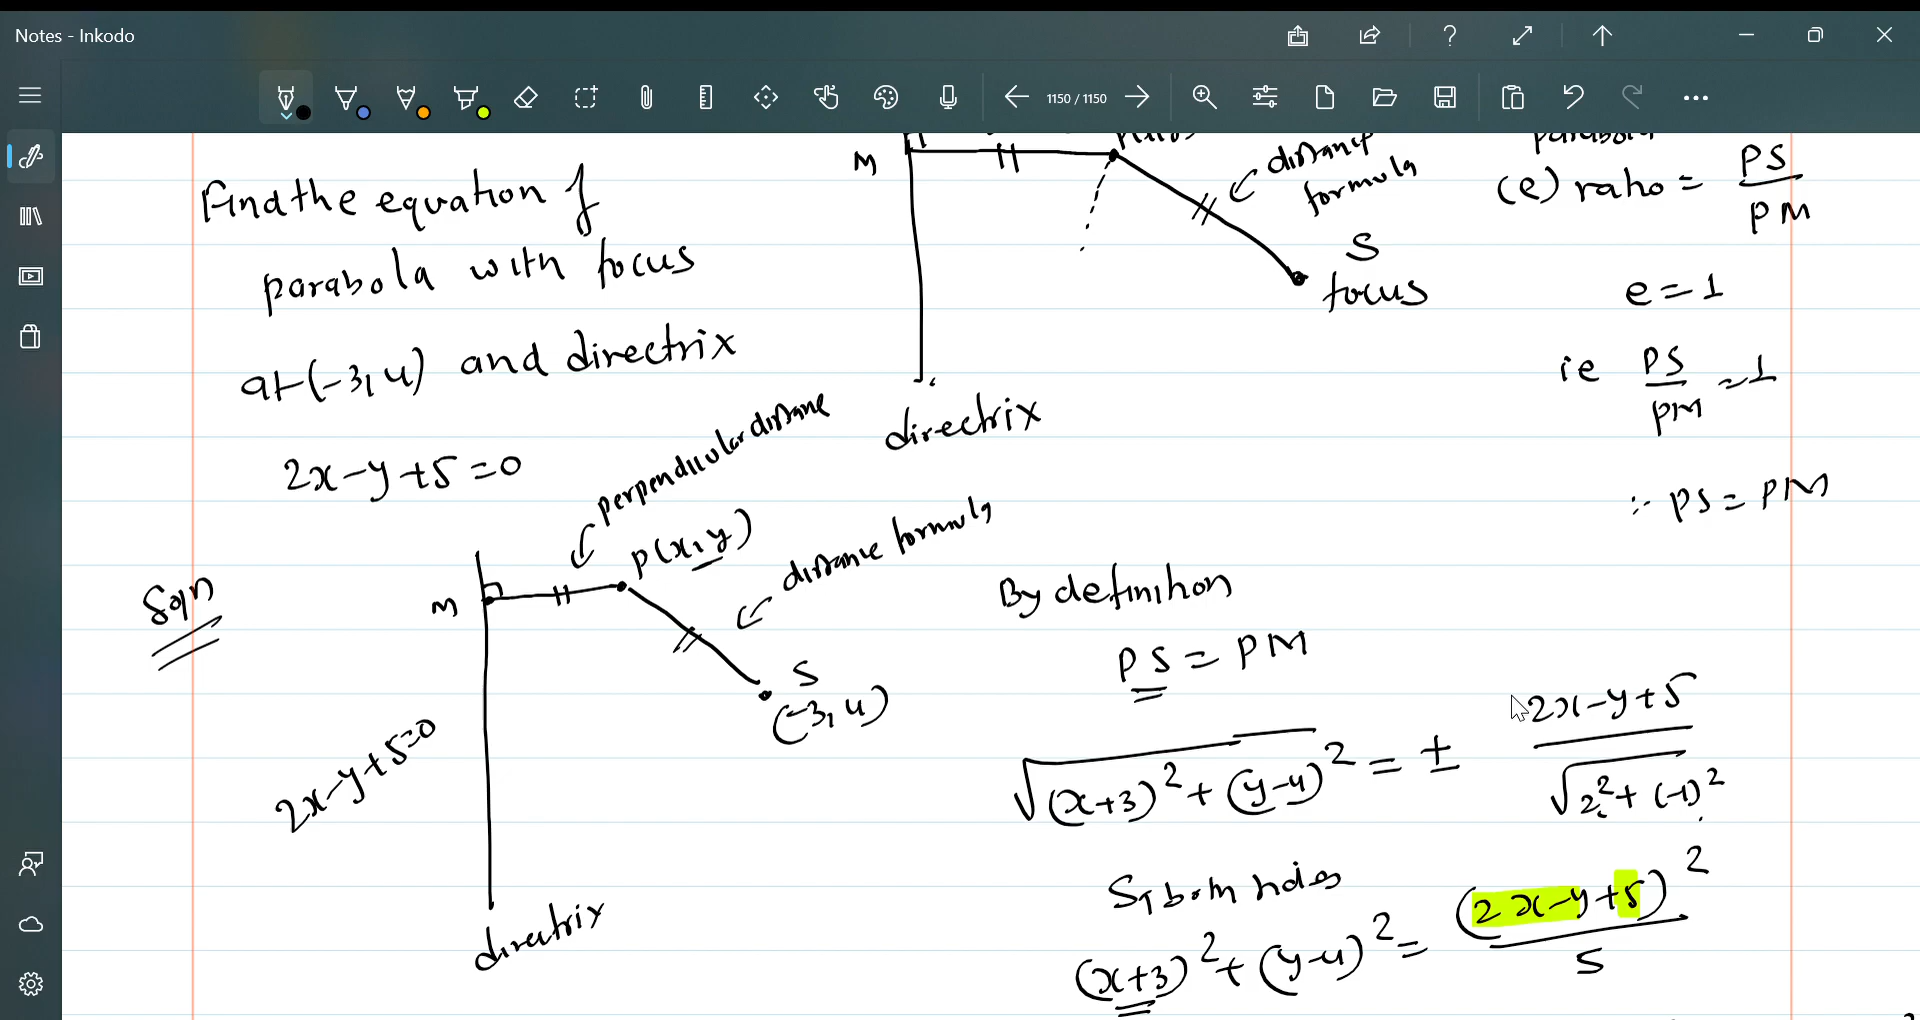 Notes - Inkodo
1150 / 1150
Find the equation of
parabola with focus
at (-3, 4) and directrix
2x-y+5=0
M
distance
formula
S
focus
directrix
parabola
(e) ratio = PS/PM
e=1
ie PS/PM =1
∴ PS = PM
Soln
perpendicular distance
P(x,y)
distance formula
M
S
(-3, 4)
2x-y+5=0
directrix
By definition
PS = PM
√(x+3)²+(y-4)² = ± 2x-y+5/√2²+(-1)²
Sq both sides
(x+3)²+(y-4)² = (2x-y+5)²/5